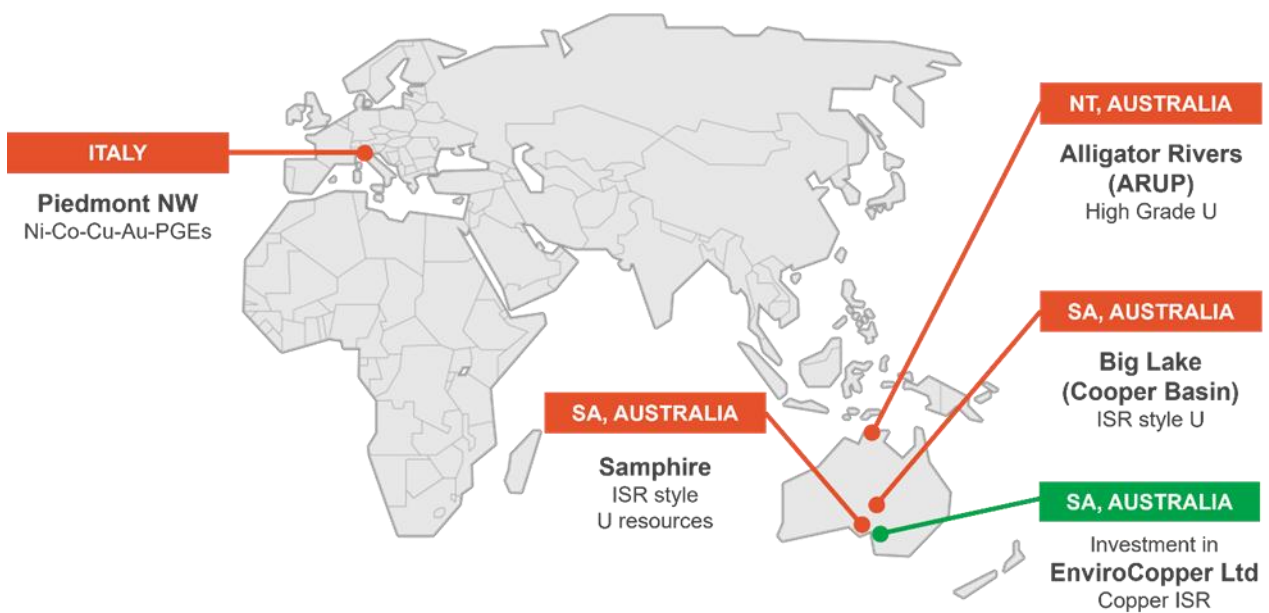 ITALY
Piedmont NW
Ni-Co-Cu-Au-PGEs
NT, AUSTRALIA
Alligator Rivers
(ARUP)
High Grade U
SA, AUSTRALIA
Big Lake
(Cooper Basin)
ISR style U
SA, AUSTRALIA
Samphire
ISR style
U resources
SA, AUSTRALIA
Investment in
EnviroCopper Ltd
Copper ISR